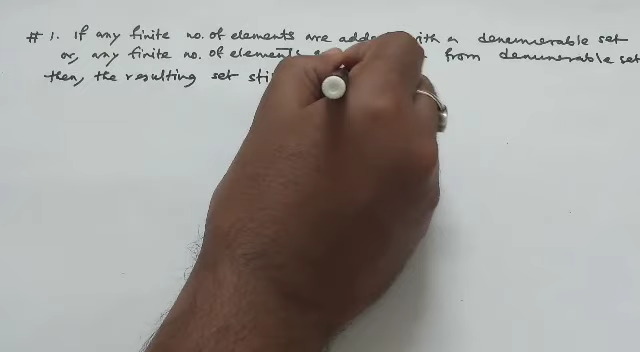 # 1. If any finite no. of elements are added with a denumerable set
or, any finite no. of elements from denumerable set
then, the resulting set